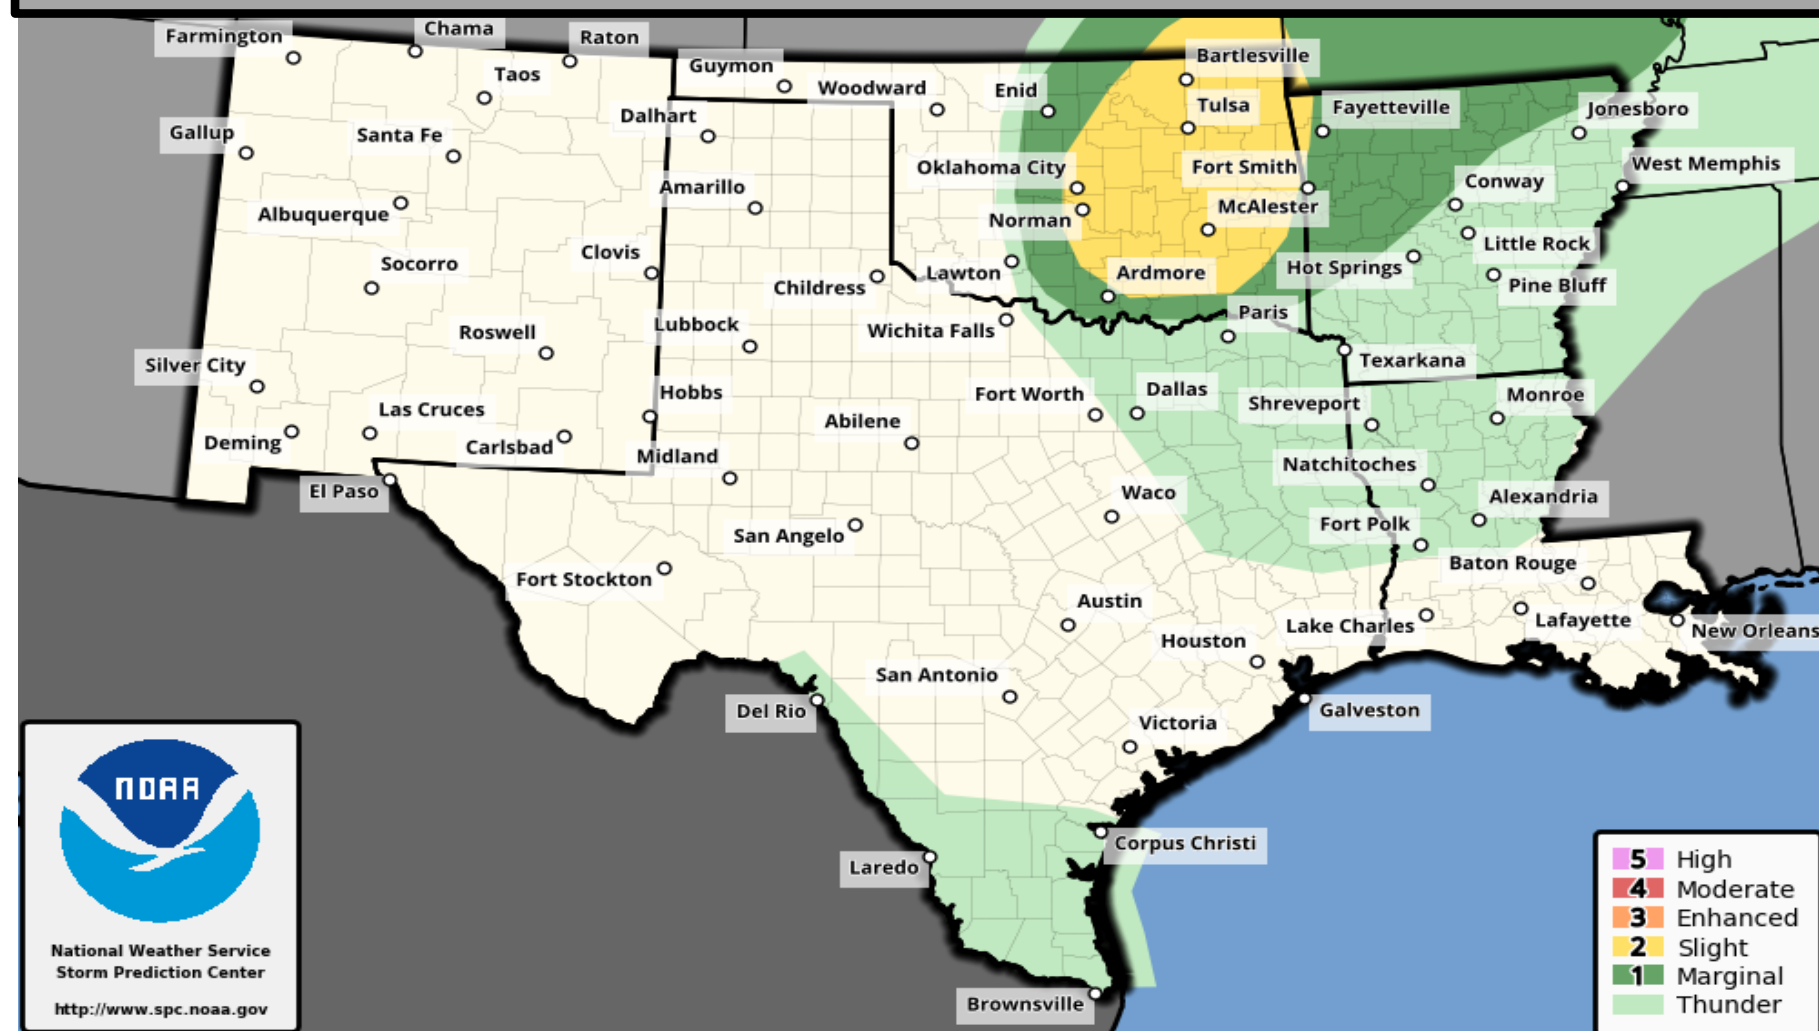 Farmington
Chama
Raton
Taos
Guymon
Woodward
Enid
Bartlesville
Tulsa
Fayetteville
Jonesboro
Dalhart
Gallup
Santa Fe
Oklahoma City
Fort Smith
West Memphis
Amarillo
Conway
Albuquerque
Norman
McAlester
Little Rock
Socorro
Clovis
Childress
Lawton
Ardmore
Hot Springs
Pine Bluff
Roswell
Lubbock
Wichita Falls
Paris
Silver City
Texarkana
Hobbs
Fort Worth
Dallas
Shreveport
Monroe
Las Cruces
Abilene
Deming
Carlsbad
Midland
Natchitoches
El Paso
Waco
Alexandria
San Angelo
Fort Polk
Baton Rouge
Fort Stockton
Austin
Lake Charles
Lafayette
New Orleans
Houston
San Antonio
Del Rio
Galveston
Victoria
Corpus Christi
Laredo
Brownsville
NOAA
National Weather Service
Storm Prediction Center
http://www.spc.noaa.gov
5 High
4 Moderate
3 Enhanced
2 Slight
1 Marginal
Thunder